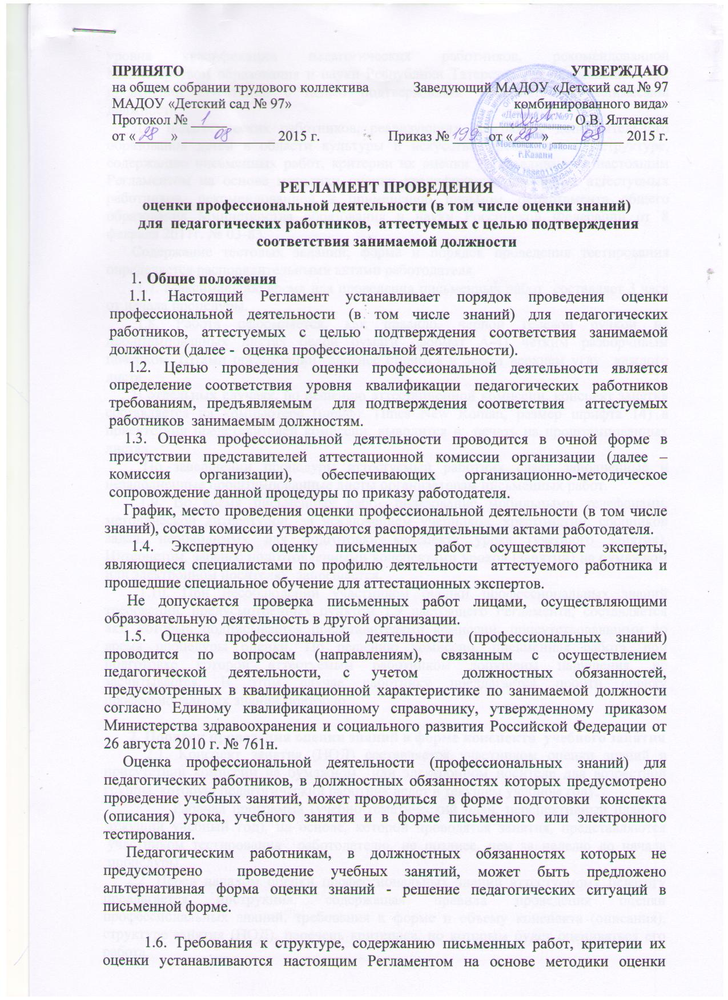 ПРИНЯТО УТВЕРЖДАЮ
на общем собрании трудового коллектива Заведующий МАДОУ «Детский сад № 97
МАДОУ «Детский сад № 97» комбинированного вида»
Протокол № 1 О.В. Ялтанская
от « 28 » 08 2015 г. Приказ № 199 от « 28 » 08 2015 г.
«Детский сад №97
комбинированного
вида»
Московского района
г.Казани
РЕГЛАМЕНТ ПРОВЕДЕНИЯ
оценки профессиональной деятельности (в том числе оценки знаний)
для педагогических работников, аттестуемых с целью подтверждения
соответствия занимаемой должности
1. Общие положения
1.1. Настоящий Регламент устанавливает порядок проведения оценки
профессиональной деятельности (в том числе знаний) для педагогических
работников, аттестуемых с целью подтверждения соответствия занимаемой
должности (далее - оценка профессиональной деятельности).
1.2. Целью проведения оценки профессиональной деятельности является
определение соответствия уровня квалификации педагогических работников
требованиям, предъявляемым для подтверждения соответствия аттестуемых
работников занимаемым должностям.
1.3. Оценка профессиональной деятельности проводится в очной форме в
присутствии представителей аттестационной комиссии организации (далее –
комиссия организации), обеспечивающих организационно-методическое
сопровождение данной процедуры по приказу работодателя.
График, место проведения оценки профессиональной деятельности (в том числе
знаний), состав комиссии утверждаются распорядительными актами работодателя.
1.4. Экспертную оценку письменных работ осуществляют эксперты,
являющиеся специалистами по профилю деятельности аттестуемого работника и
прошедшие специальное обучение для аттестационных экспертов.
Не допускается проверка письменных работ лицами, осуществляющими
образовательную деятельность в другой организации.
1.5. Оценка профессиональной деятельности (профессиональных знаний)
проводится по вопросам (направлениям), связанным с осуществлением
педагогической деятельности, с учетом должностных обязанностей,
предусмотренных в квалификационной характеристике по занимаемой должности
согласно Единому квалификационному справочнику, утвержденному приказом
Министерства здравоохранения и социального развития Российской Федерации от
26 августа 2010 г. № 761н.
Оценка профессиональной деятельности (профессиональных знаний) для
педагогических работников, в должностных обязанностях которых предусмотрено
проведение учебных занятий, может проводиться в форме подготовки конспекта
(описания) урока, учебного занятия и в форме письменного или электронного
тестирования.
Педагогическим работникам, в должностных обязанностях которых не
предусмотрено проведение учебных занятий, может быть предложено
альтернативная форма оценки знаний - решение педагогических ситуаций в
письменной форме.
1.6. Требования к структуре, содержанию письменных работ, критерии их
оценки устанавливаются настоящим Регламентом на основе методики оценки